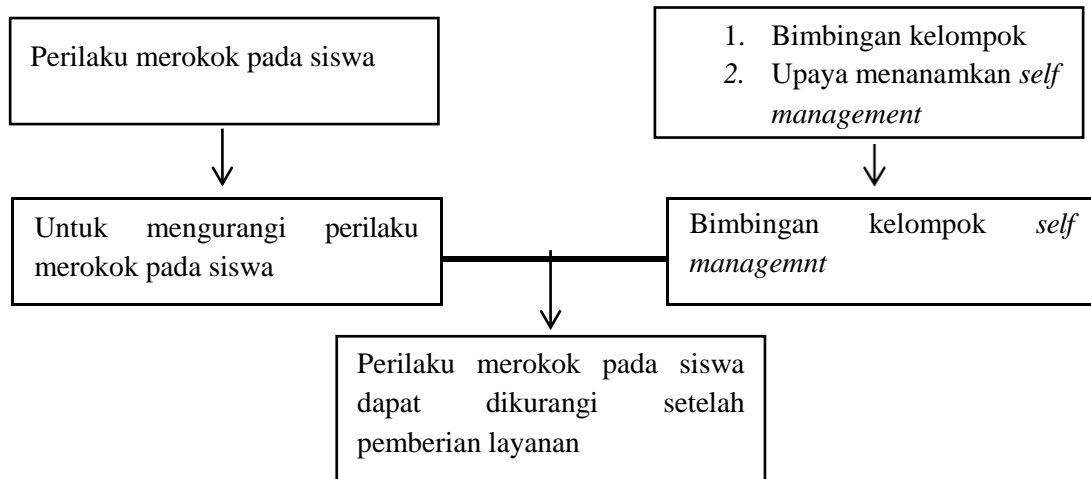 Perilaku merokok pada siswa
1. Bimbingan kelompok
2. Upaya menanamkan self
management
Untuk mengurangi perilaku
merokok pada siswa
Bimbingan kelompok self
managemnt
Perilaku merokok pada siswa
dapat dikurangi setelah
pemberian layanan